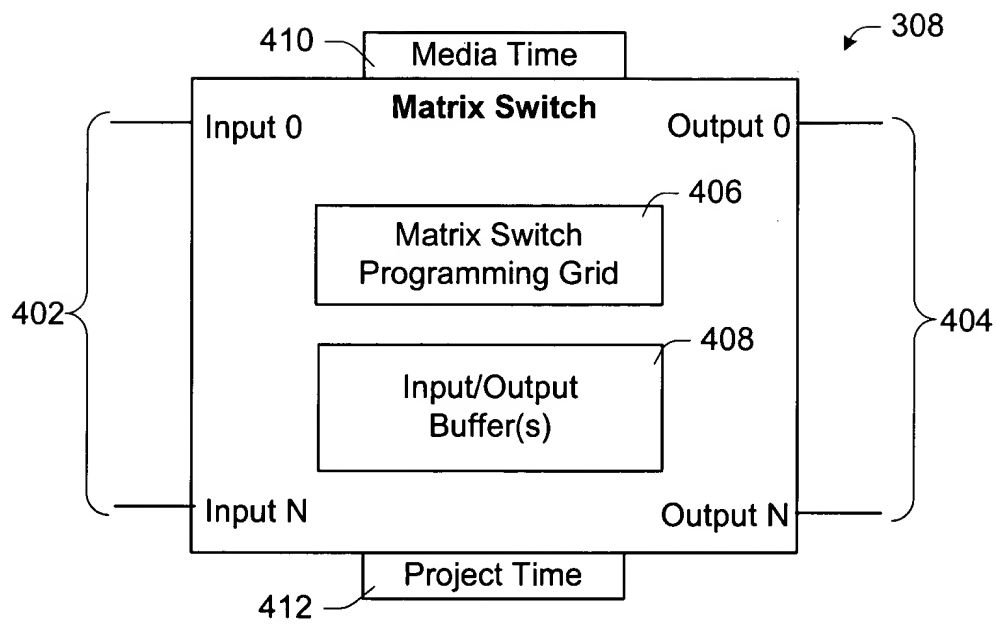 410
Media Time
308
Matrix Switch
Input 0
Output 0
406
Matrix Switch
Programming Grid
402
404
408
Input/Output
Buffer(s)
Input N
Output N
Project Time
412